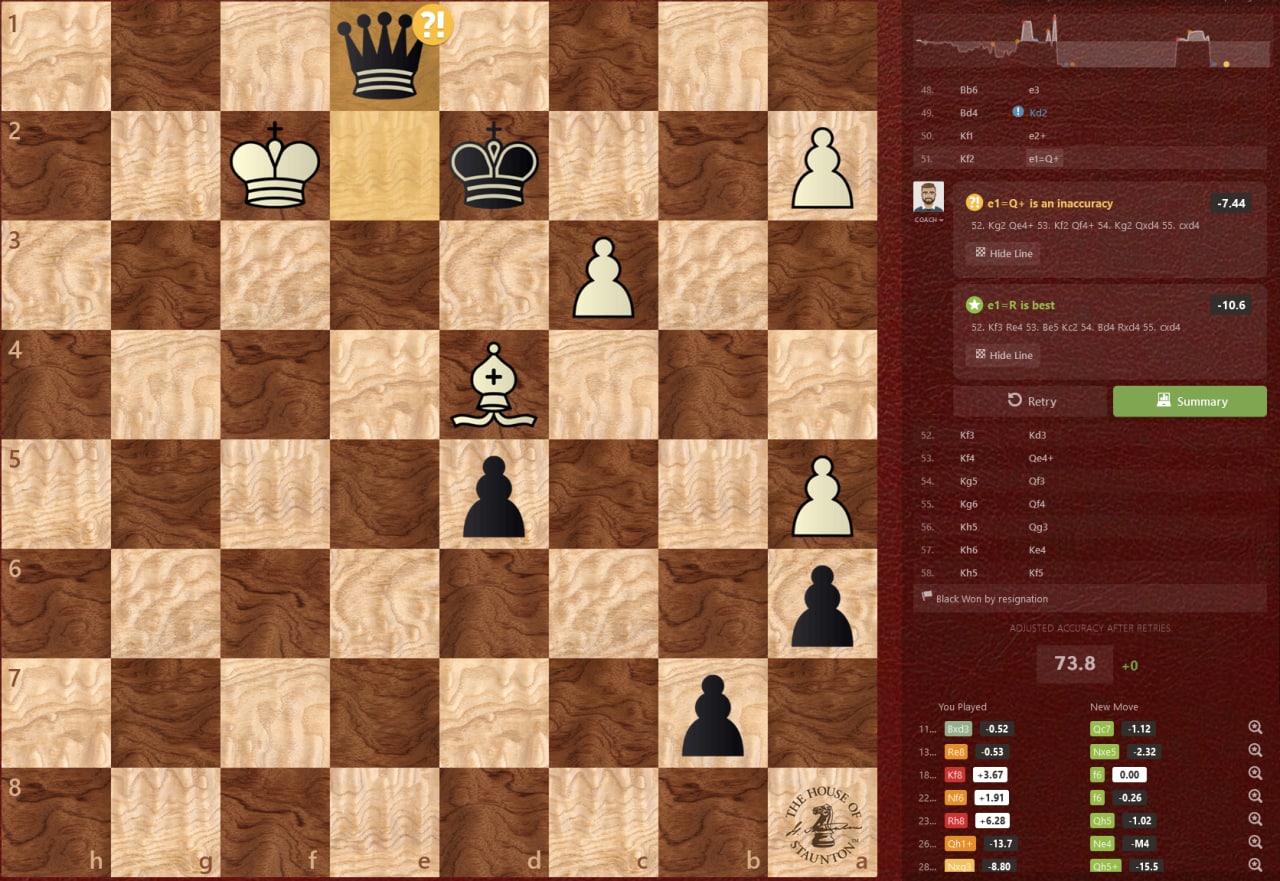 1
?!
2
3
4
5
6
7
8
h
g
f
e
d
c
b
a
THE HOUSE OF
STAUNTON
48. Bb6 e3
49. Bd4 ! Kd2
50. Kf1 e2+
51. Kf2 e1=Q+
COACH
?! e1=Q+ is an inaccuracy -7.44
52. Kg2 Qe4+ 53. Kf2 Qf4+ 54. Kg2 Qxd4 55. cxd4
Hide Line
e1=R is best -10.6
52. Kf3 Re4 53. Be5 Kc2 54. Bd4 Rxd4 55. cxd4
Hide Line
Retry Summary
52. Kf3 Kd3
53. Kf4 Qe4+
54. Kg5 Qf3
55. Kg6 Qf4
56. Kh5 Qg3
57. Kh6 Ke4
58. Kh5 Kf5
Black Won by resignation
ADJUSTED ACCURACY AFTER RETRIES
73.8 +0
You Played New Move
11... Bxd3 -0.52 Qc7 -1.12
13... Re8 -0.53 Nxe5 -2.32
18... Kf8 +3.67 f6 0.00
22... Nf6 +1.91 f6 -0.26
23... Rh8 +6.28 Qh5 -1.02
26... Qh1+ -13.7 Ne4 -M4
28... Nxg3 -8.80 Qh5+ -15.5